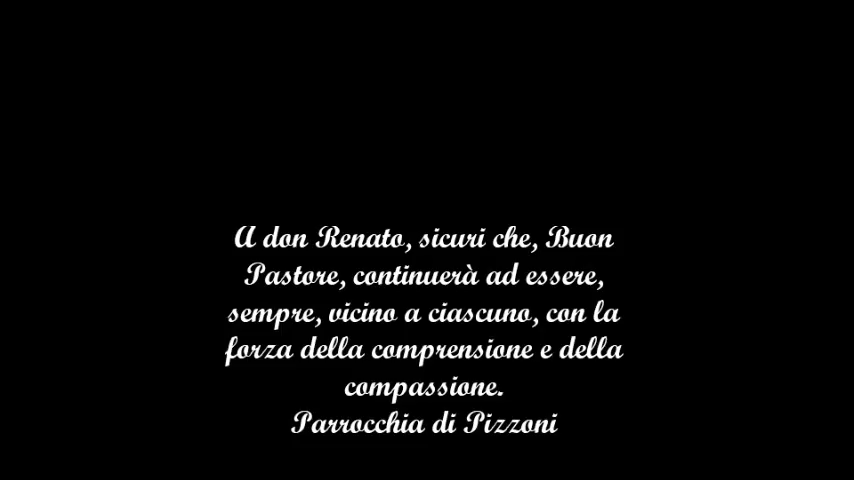 A don Renato, sicuri che, Buon
Pastore, continuerà ad essere,
sempre, vicino a ciascuno, con la
forza della comprensione e della
compassione.
Parrocchia di Pizzoni